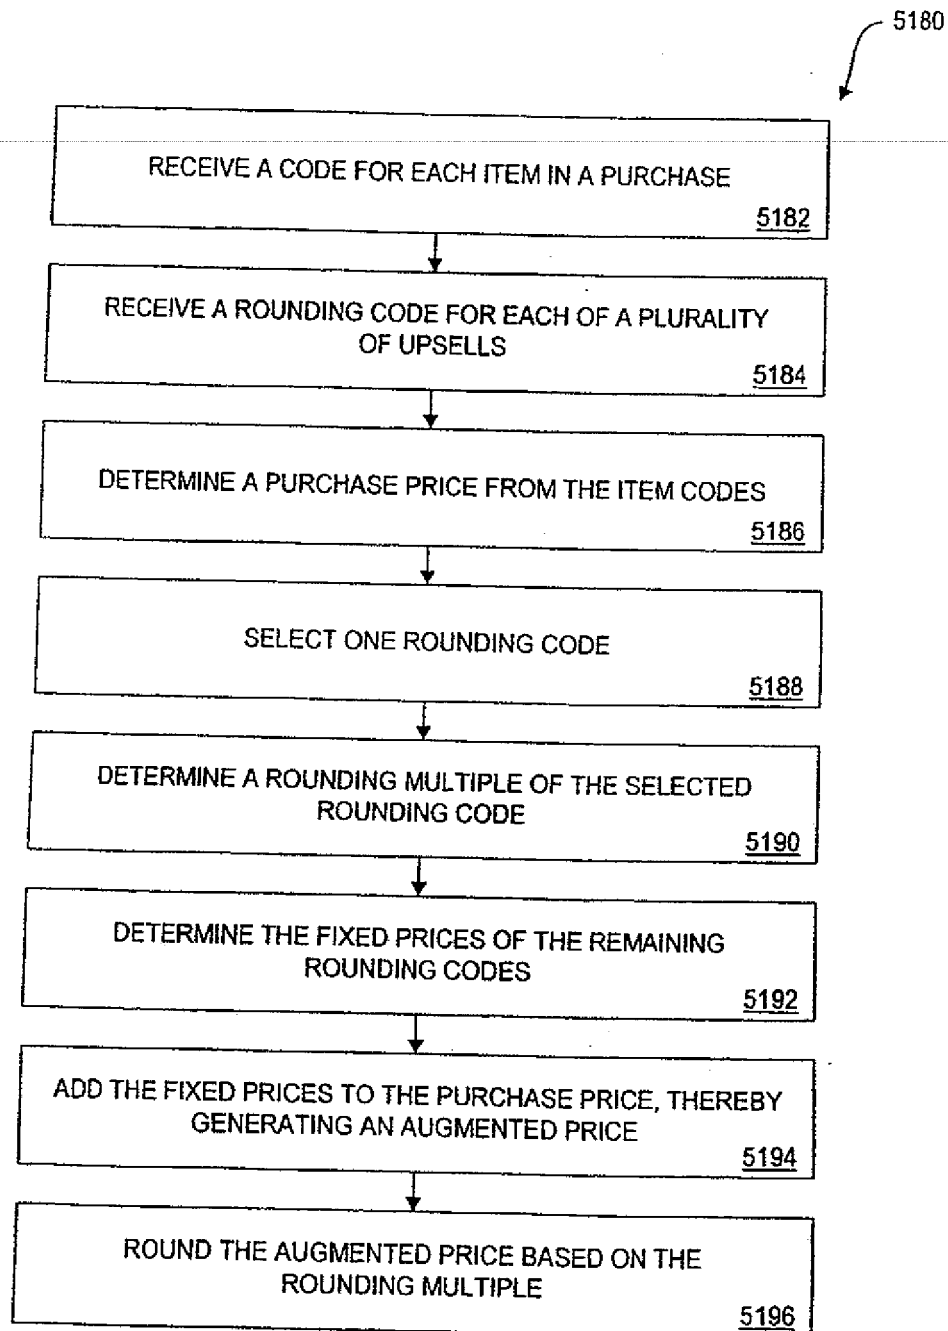 5180
RECEIVE A CODE FOR EACH ITEM IN A PURCHASE
5182
RECEIVE A ROUNDING CODE FOR EACH OF A PLURALITY
OF UPSELLS
5184
DETERMINE A PURCHASE PRICE FROM THE ITEM CODES
5186
SELECT ONE ROUNDING CODE
5188
DETERMINE A ROUNDING MULTIPLE OF THE SELECTED
ROUNDING CODE
5190
DETERMINE THE FIXED PRICES OF THE REMAINING
ROUNDING CODES
5192
ADD THE FIXED PRICES TO THE PURCHASE PRICE, THEREBY
GENERATING AN AUGMENTED PRICE
5194
ROUND THE AUGMENTED PRICE BASED ON THE
ROUNDING MULTIPLE
5196